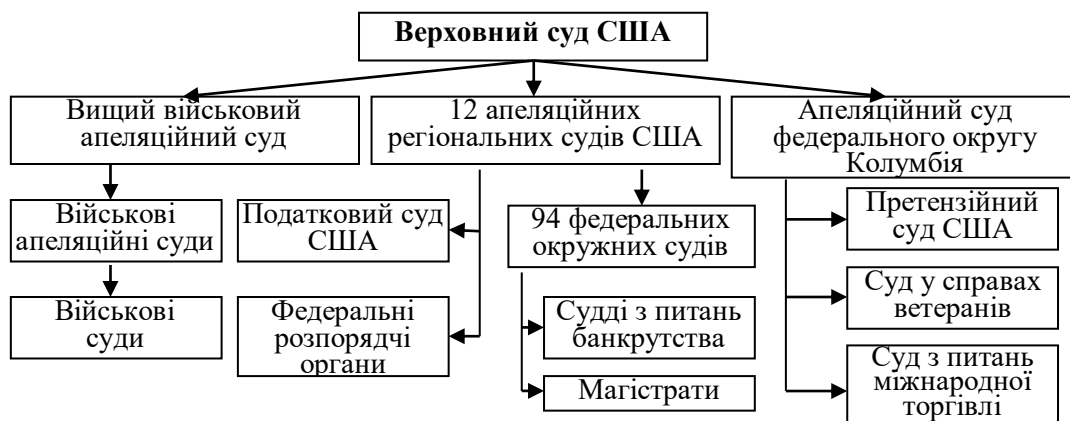 Верховний суд США
Вищий військовий
апеляційний суд
12 апеляційних
регіональних судів США
Апеляційний суд
федерального округу
Колумбія
Військові
апеляційні суди
Податковий суд
США
94 федеральних
окружних судів
Претензійний
суд США
Військові
суди
Федеральні
розпорядчі
органи
Судді з питань
банкрутства
Суд у справах
ветеранів
Магістрати
Суд з питань
міжнародної
торгівлі